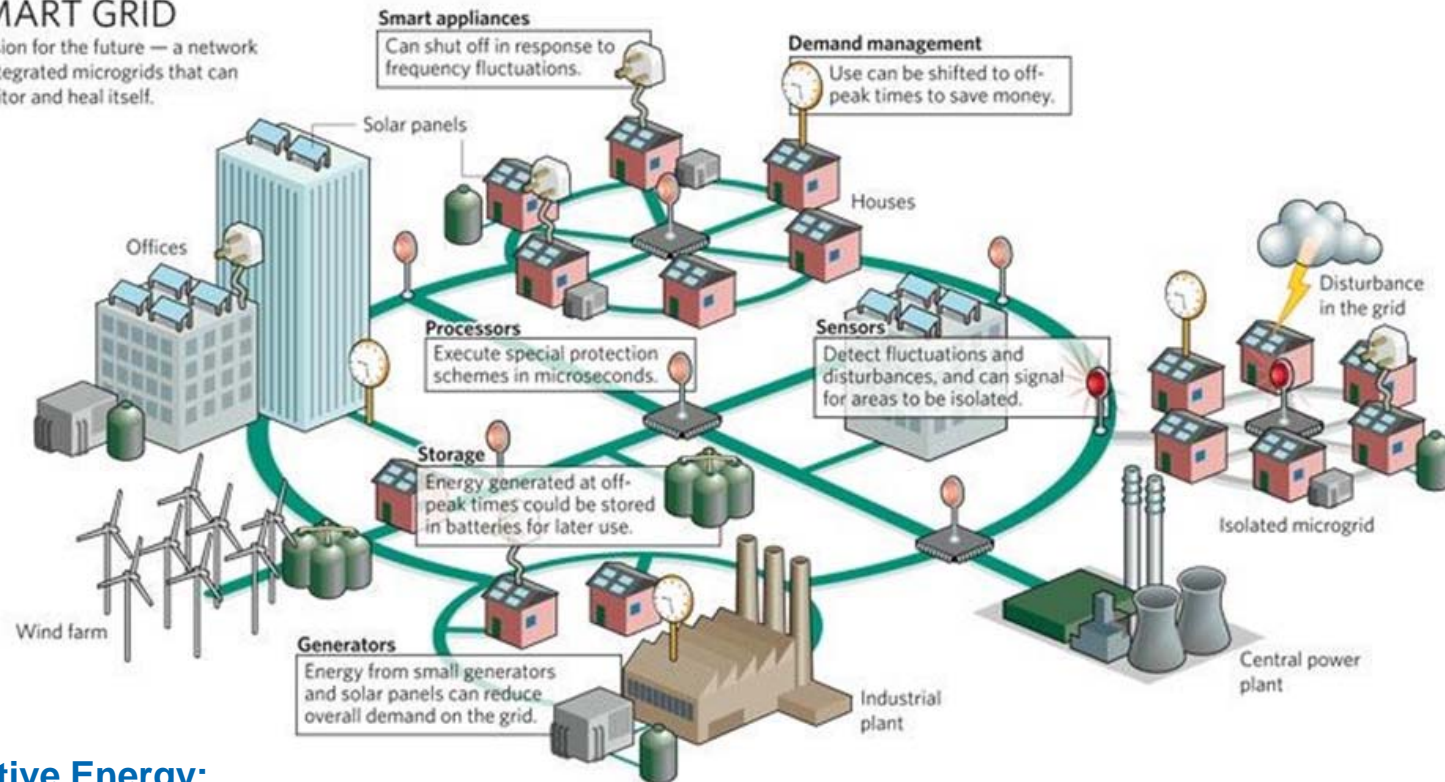 MART GRID
sion for the future — a network
tegrated microgrids that can
itor and heal itself.
Smart appliances
Can shut off in response to
frequency fluctuations.
Demand management
Use can be shifted to off-
peak times to save money.
Solar panels
Houses
Offices
Disturbance
in the grid
Processors
Execute special protection
schemes in microseconds.
Sensors
Detect fluctuations and
disturbances, and can signal
for areas to be isolated.
Storage
Energy generated at off-
peak times could be stored
in batteries for later use.
Isolated microgrid
Wind farm
Generators
Energy from small generators
and solar panels can reduce
overall demand on the grid.
Industrial
plant
Central power
plant
tive Energy: